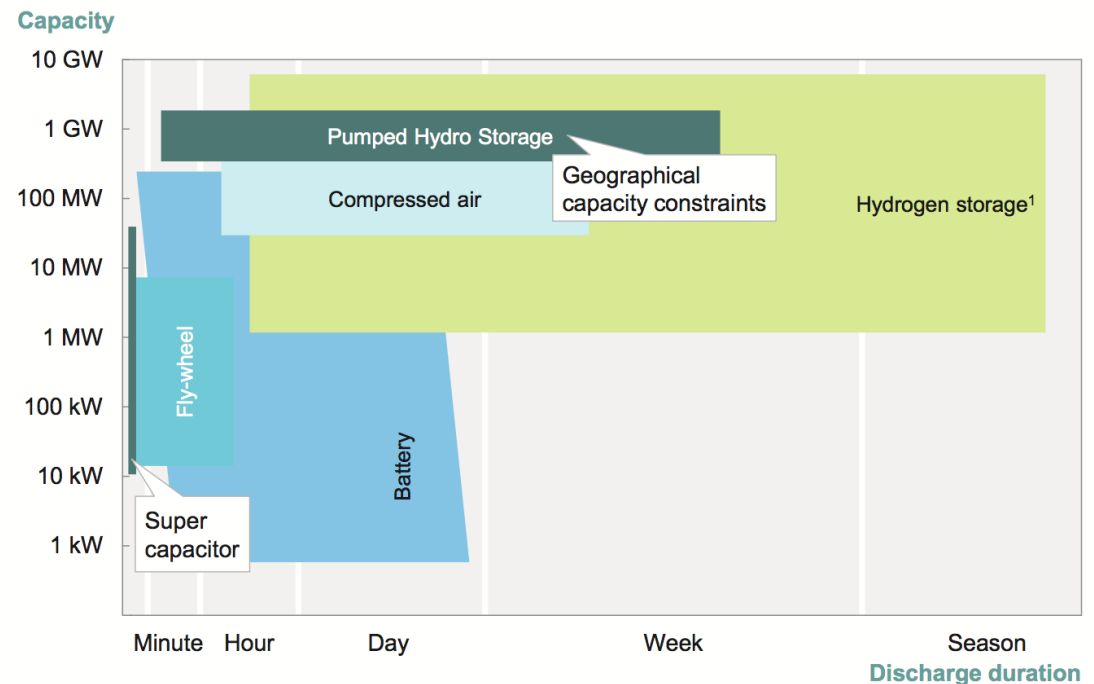 Capacity
10 GW
1 GW
100 MW
10 MW
1 MW
100 kW
10 kW
1 kW
Pumped Hydro Storage
Geographical
capacity constraints
Compressed air
Hydrogen storage¹
Fly-wheel
Battery
Super
capacitor
Minute Hour Day Week Season
Discharge duration